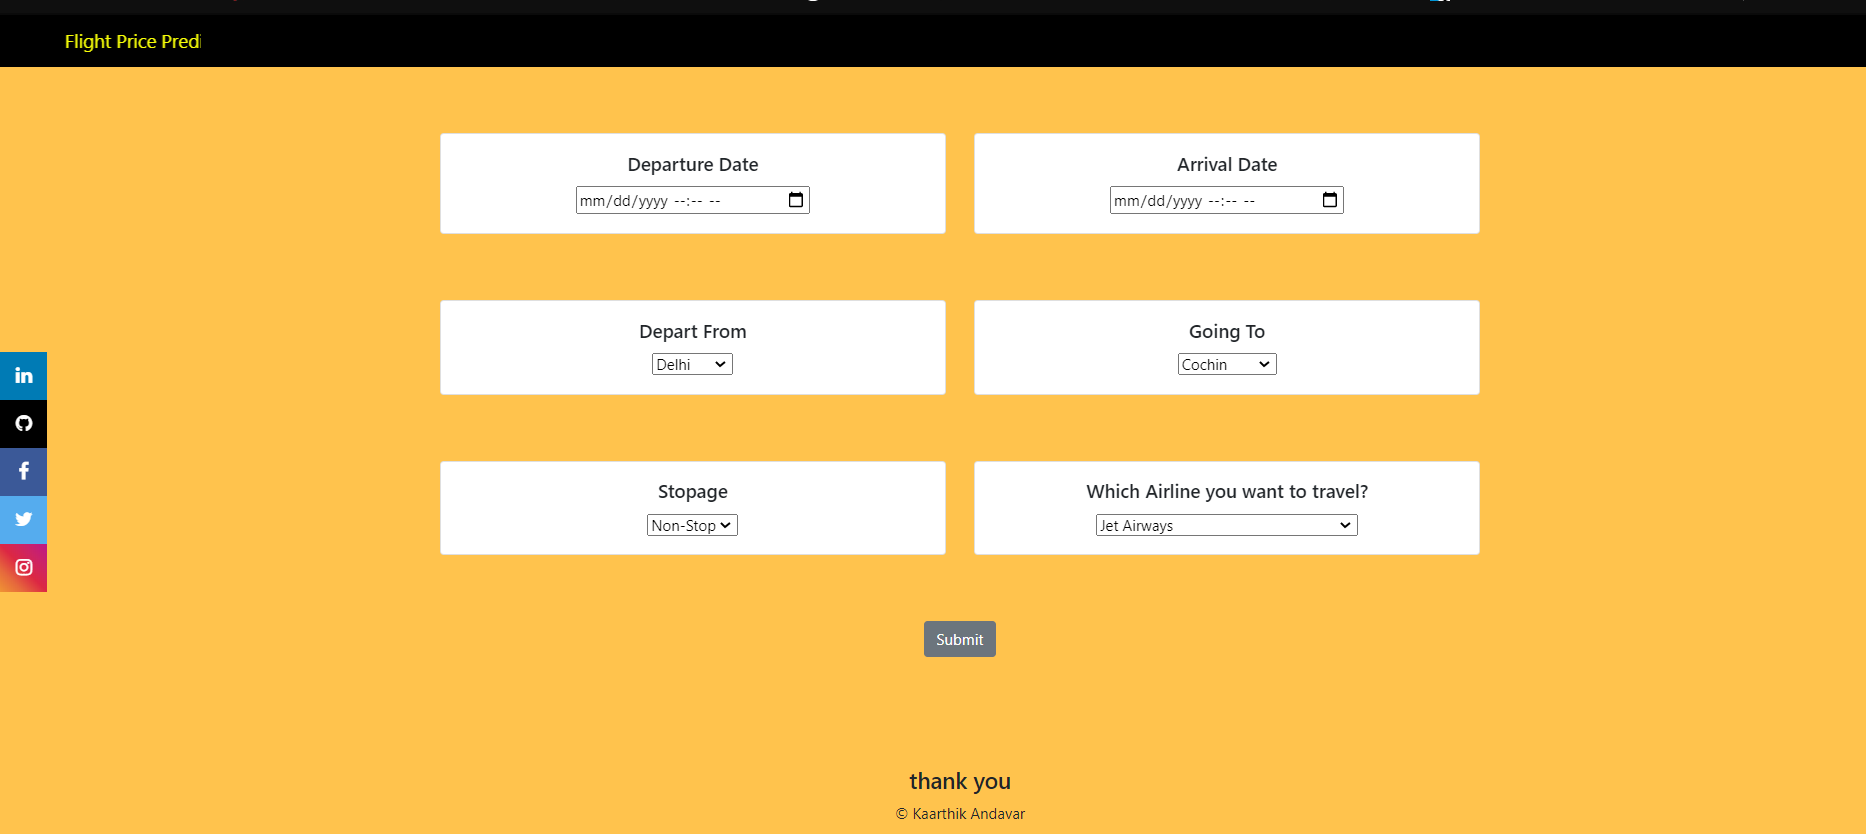 Flight Price Predi
Departure Date
mm/dd/yyyy --:-- --
Arrival Date
mm/dd/yyyy --:-- --
Depart From
Delhi
Going To
Cochin
in
Stopage
Non-Stop
Which Airline you want to travel?
Jet Airways
Submit
thank you
© Kaarthik Andavar